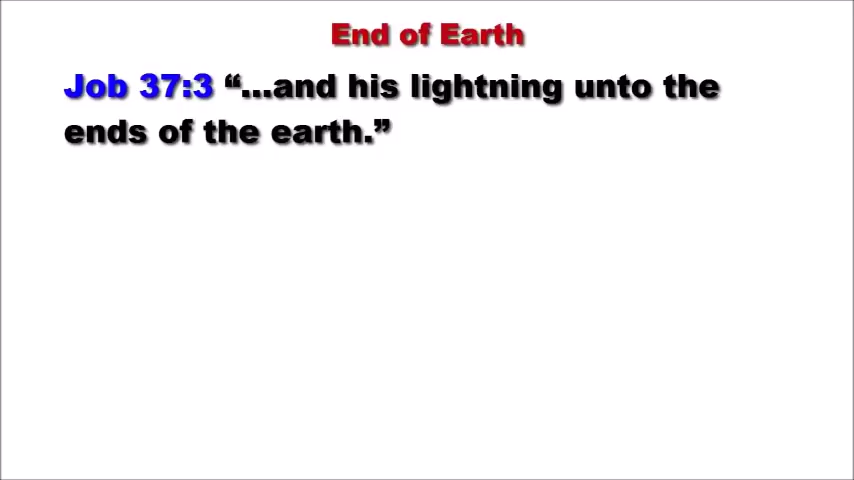 End of Earth
Job 37:3 “...and his lightning unto the
ends of the earth.”